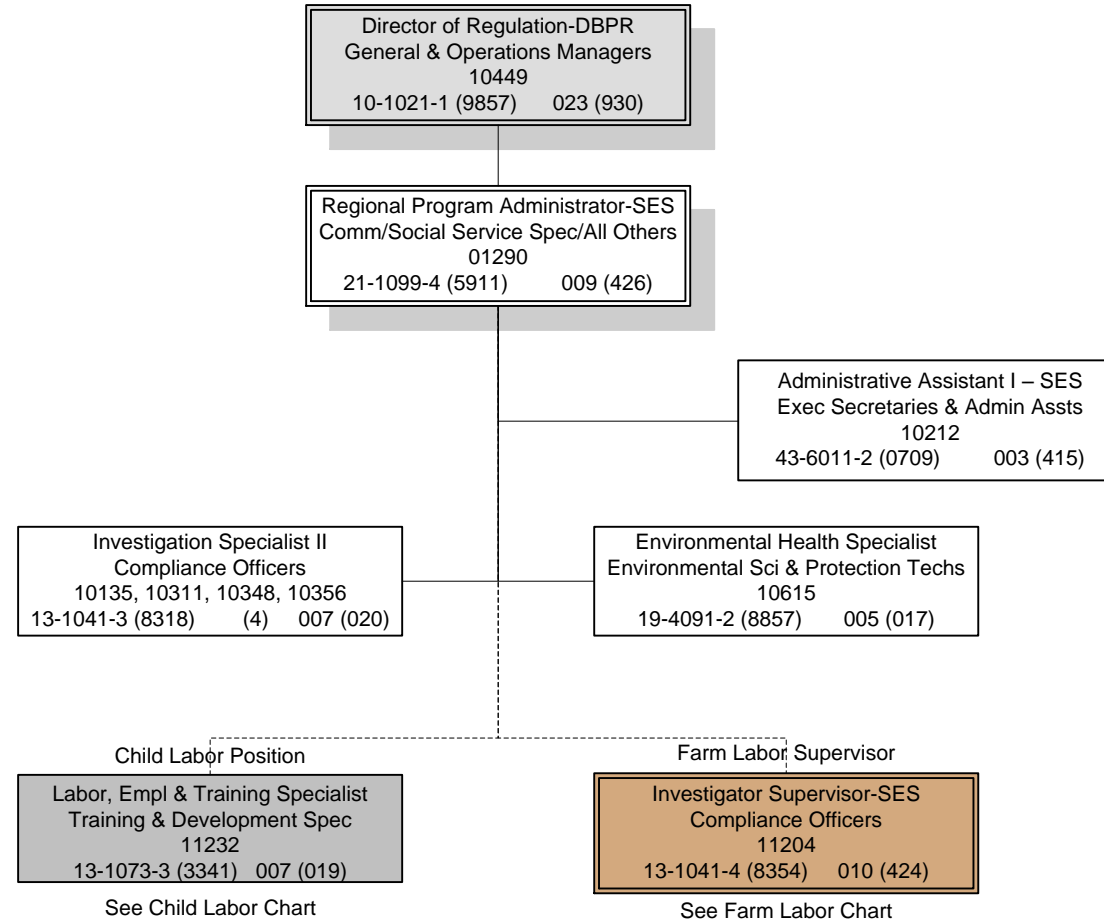 Director of Regulation-DBPR
General & Operations Managers
10449
10-1021-1 (9857) 023 (930)
Regional Program Administrator-SES
Comm/Social Service Spec/All Others
01290
21-1099-4 (5911) 009 (426)
Administrative Assistant I – SES
Exec Secretaries & Admin Assts
10212
43-6011-2 (0709) 003 (415)
Investigation Specialist II
Compliance Officers
10135, 10311, 10348, 10356
13-1041-3 (8318) (4) 007 (020)
Environmental Health Specialist
Environmental Sci & Protection Techs
10615
19-4091-2 (8857) 005 (017)
Child Labor Position
Labor, Empl & Training Specialist
Training & Development Spec
11232
13-1073-3 (3341) 007 (019)
See Child Labor Chart
Farm Labor Supervisor
Investigator Supervisor-SES
Compliance Officers
11204
13-1041-4 (8354) 010 (424)
See Farm Labor Chart